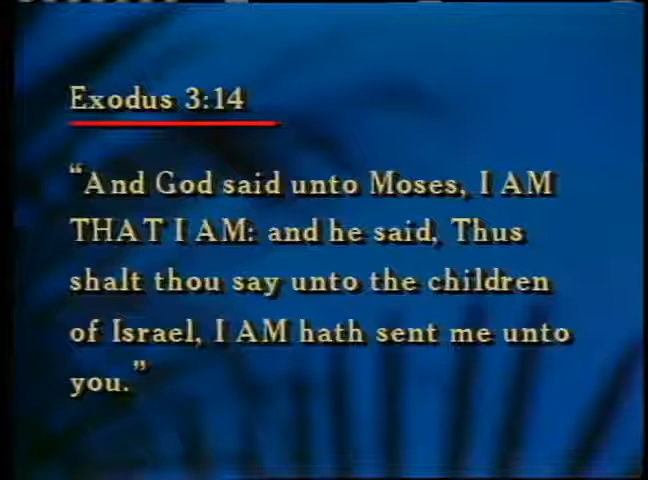 Exodus 3:14
“And God said unto Moses, I AM
THAT I AM: and he said, Thus
shalt thou say unto the children
of Israel, I AM hath sent me unto
you.”